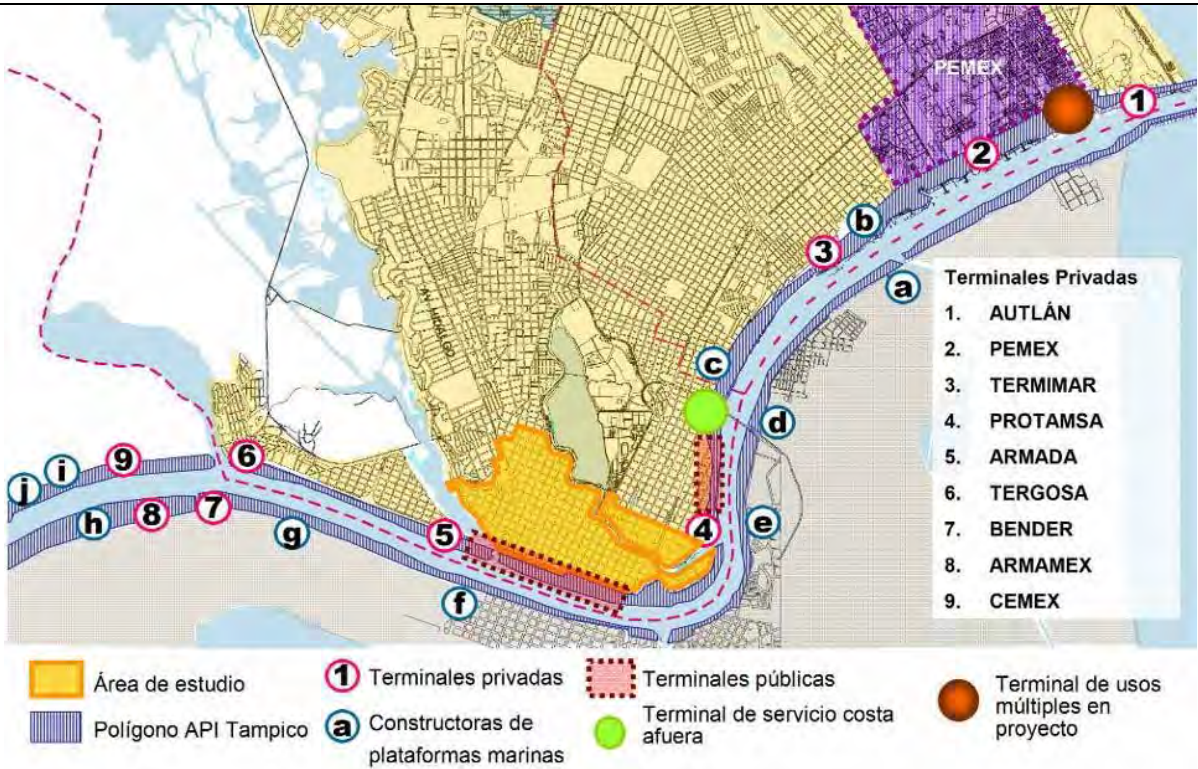 PEMEX
1
2
b
3
a
AV. HIDALGO
c
d
e
4
5
6
9
i
j
h
8
7
g
f
Terminales Privadas
1. AUTLÁN
2. PEMEX
3. TERMIMAR
4. PROTAMSA
5. ARMADA
6. TERGOSA
7. BENDER
8. ARMAMEX
9. CEMEX
Área de estudio
Polígono API Tampico
1 Terminales privadas
a Constructoras de
plataformas marinas
Terminales públicas
Terminal de servicio costa
afuera
Terminal de usos
múltiples en
proyecto